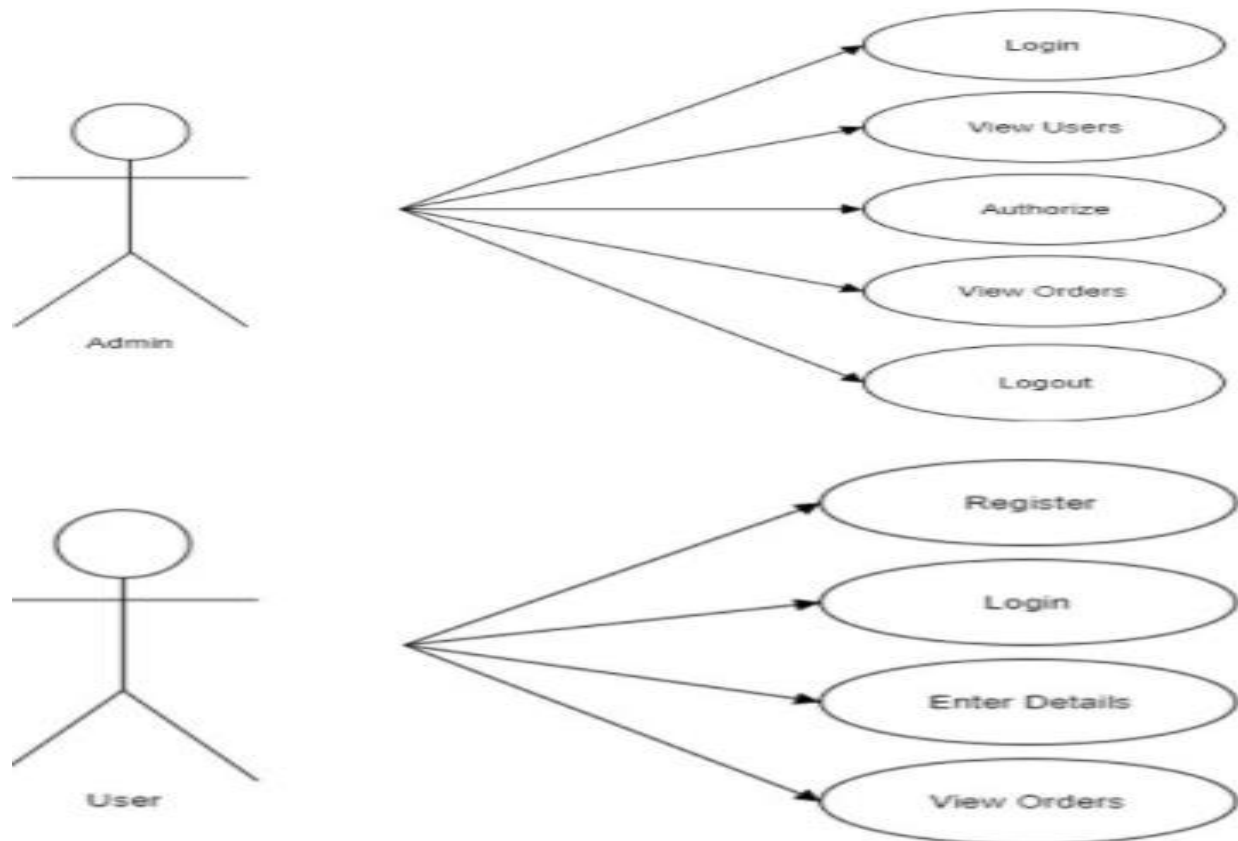 Login
View Users
Authorize
View Orders
Logout
Admin
Register
Login
Enter Details
View Orders
User